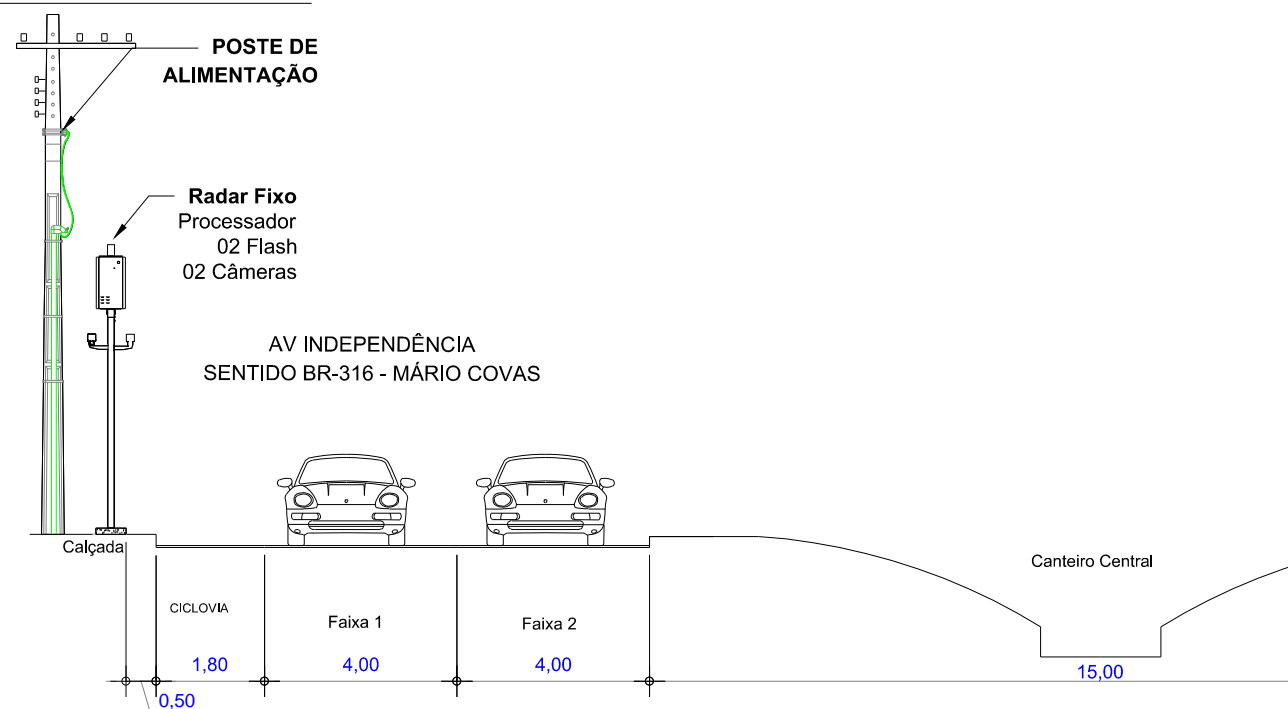 POSTE DE
ALIMENTAÇÃO
Radar Fixo
Processador
02 Flash
02 Câmeras
AV INDEPENDÊNCIA
SENTIDO BR-316 - MÁRIO COVAS
Calçada
Canteiro Central
CICLOVIA
Faixa 1
Faixa 2
1,80
4,00
4,00
15,00
0,50